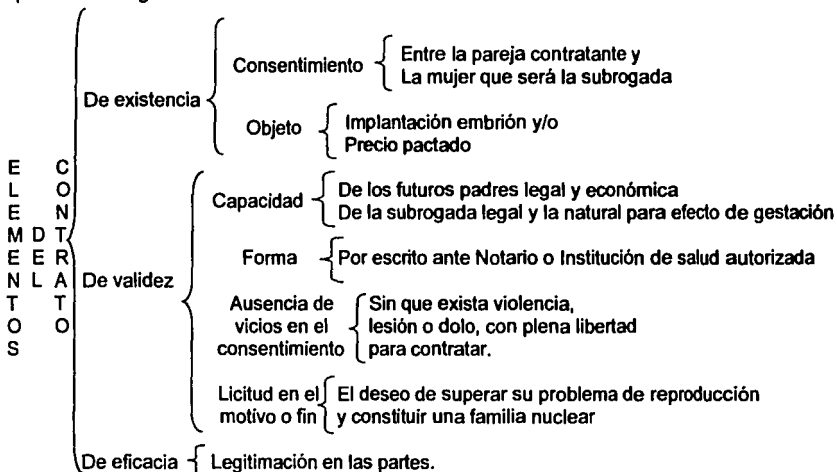 ELEMENTOS
DEL
CONTRATO
De existencia
Consentimiento
Entre la pareja contratante y
La mujer que será la subrogada
Objeto
Implantación embrión y/o
Precio pactado
De validez
Capacidad
De los futuros padres legal y económica
De la subrogada legal y la natural para efecto de gestación
Forma
Por escrito ante Notario o Institución de salud autorizada
Ausencia de
vicios en el
consentimiento
Sin que exista violencia,
lesión o dolo, con plena libertad
para contratar.
Licitud en el
motívo o fin
El deseo de superar su problema de reproducción
y constituir una familia nuclear
De eficacia
Legitimación en las partes.